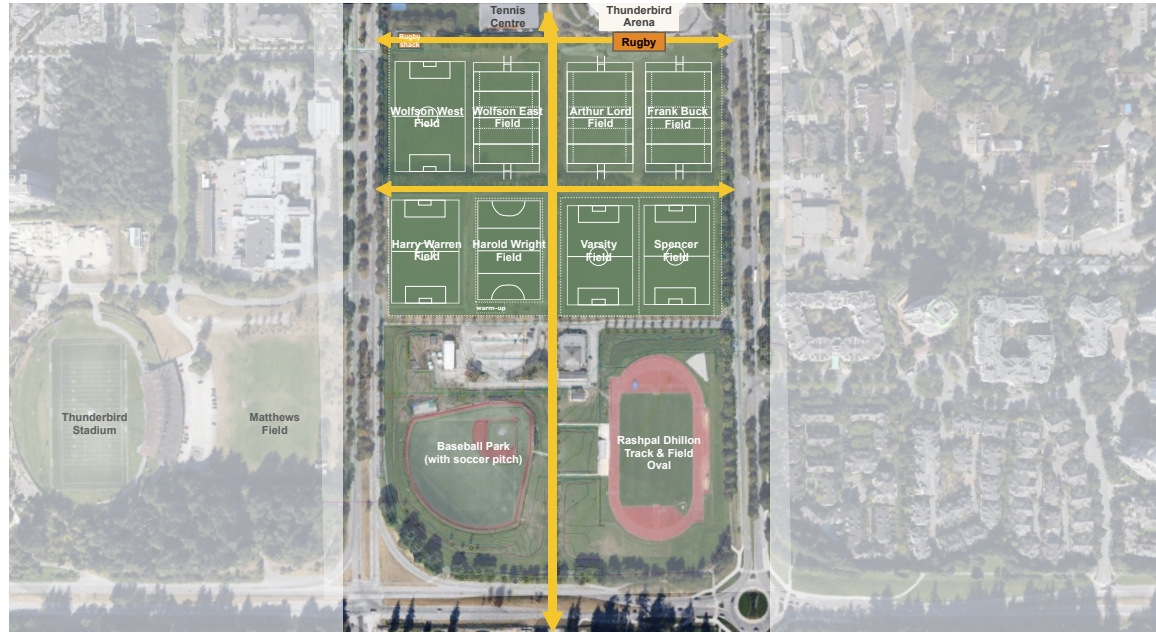 Tennis
Centre
Thunderbird
Arena
Rugby
shack
Rugby
Wolfson West
Field
Wolfson East
Field
Arthur Lord
Field
Frank Buck
Field
Harry Warren
Field
Harold Wright
Field
Varsity
Field
Spencer
Field
warm-up
Thunderbird
Stadium
Matthews
Field
Baseball Park
(with soccer pitch)
Rashpal Dhillon
Track & Field
Oval